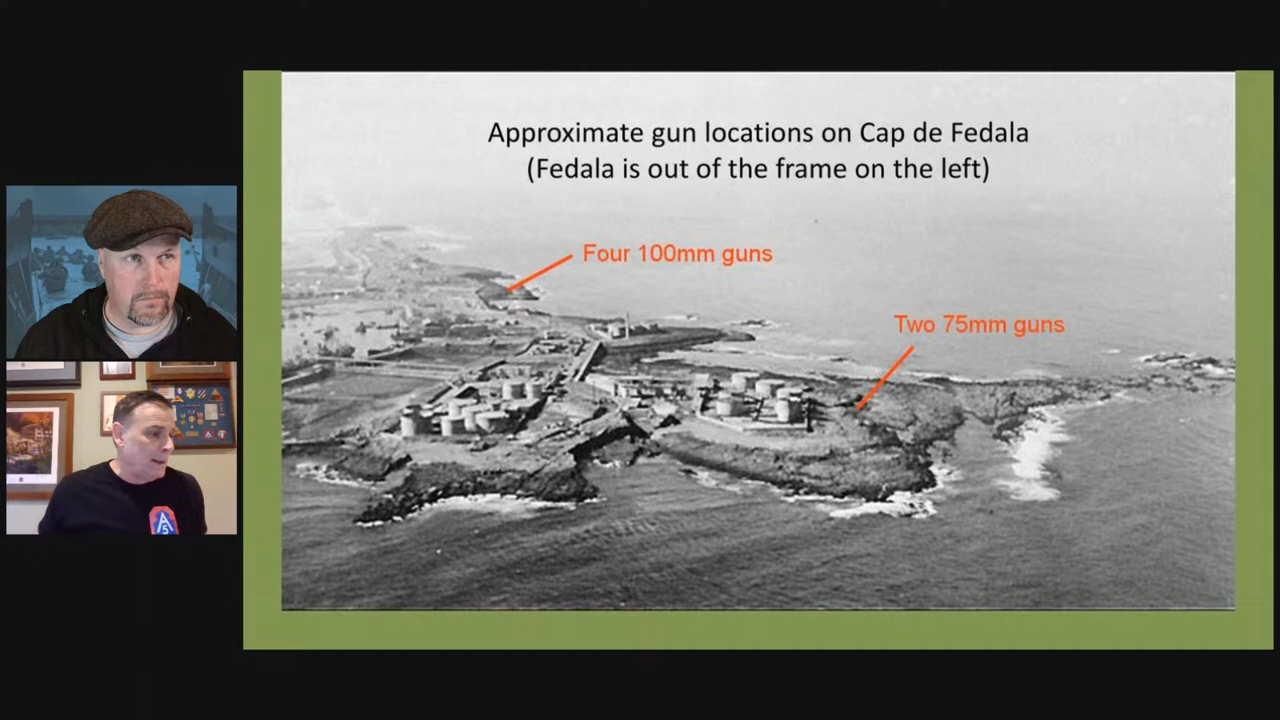 Approximate gun locations on Cap de Fedala
(Fedala is out of the frame on the left)
Four 100mm guns
Two 75mm guns
A
5